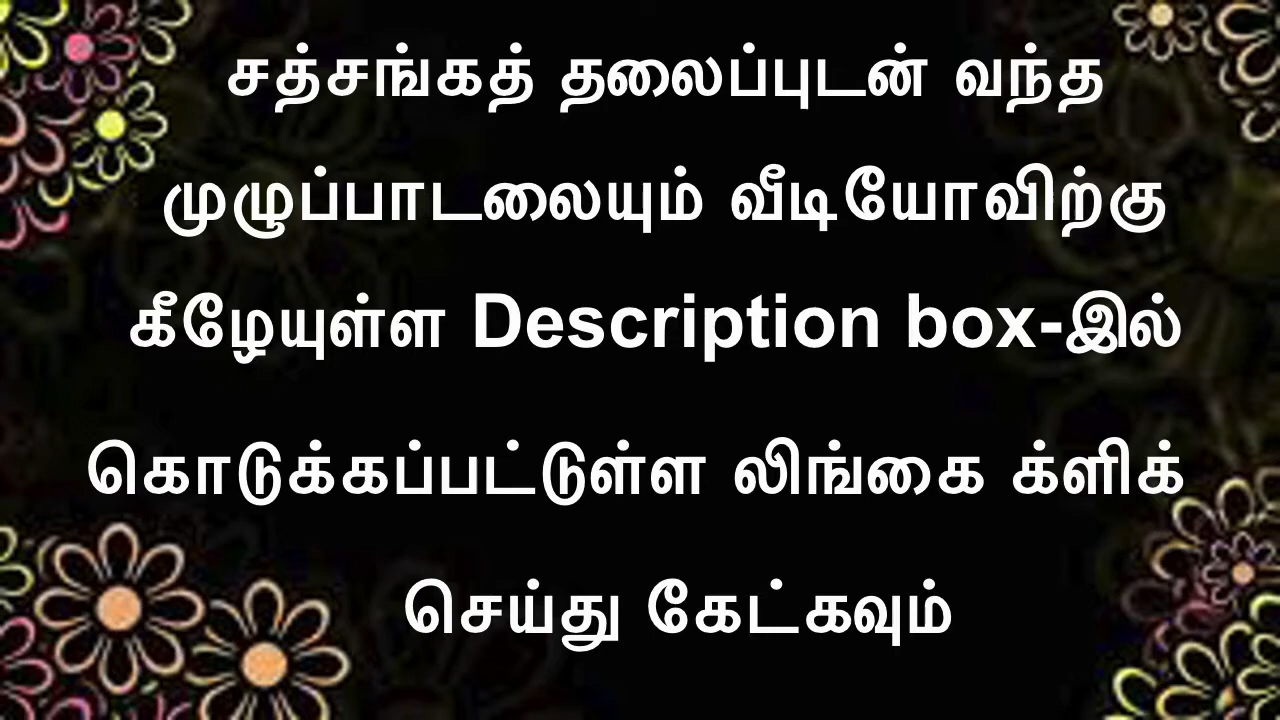 சத்சங்கத் தலைப்புடன் வந்த
முழுப்பாடலையும் வீடியோவிற்கு
கீழேயுள்ள Description box-இல்
கொடுக்கப்பட்டுள்ள லிங்கை க்ளிக்
செய்து கேட்கவும்